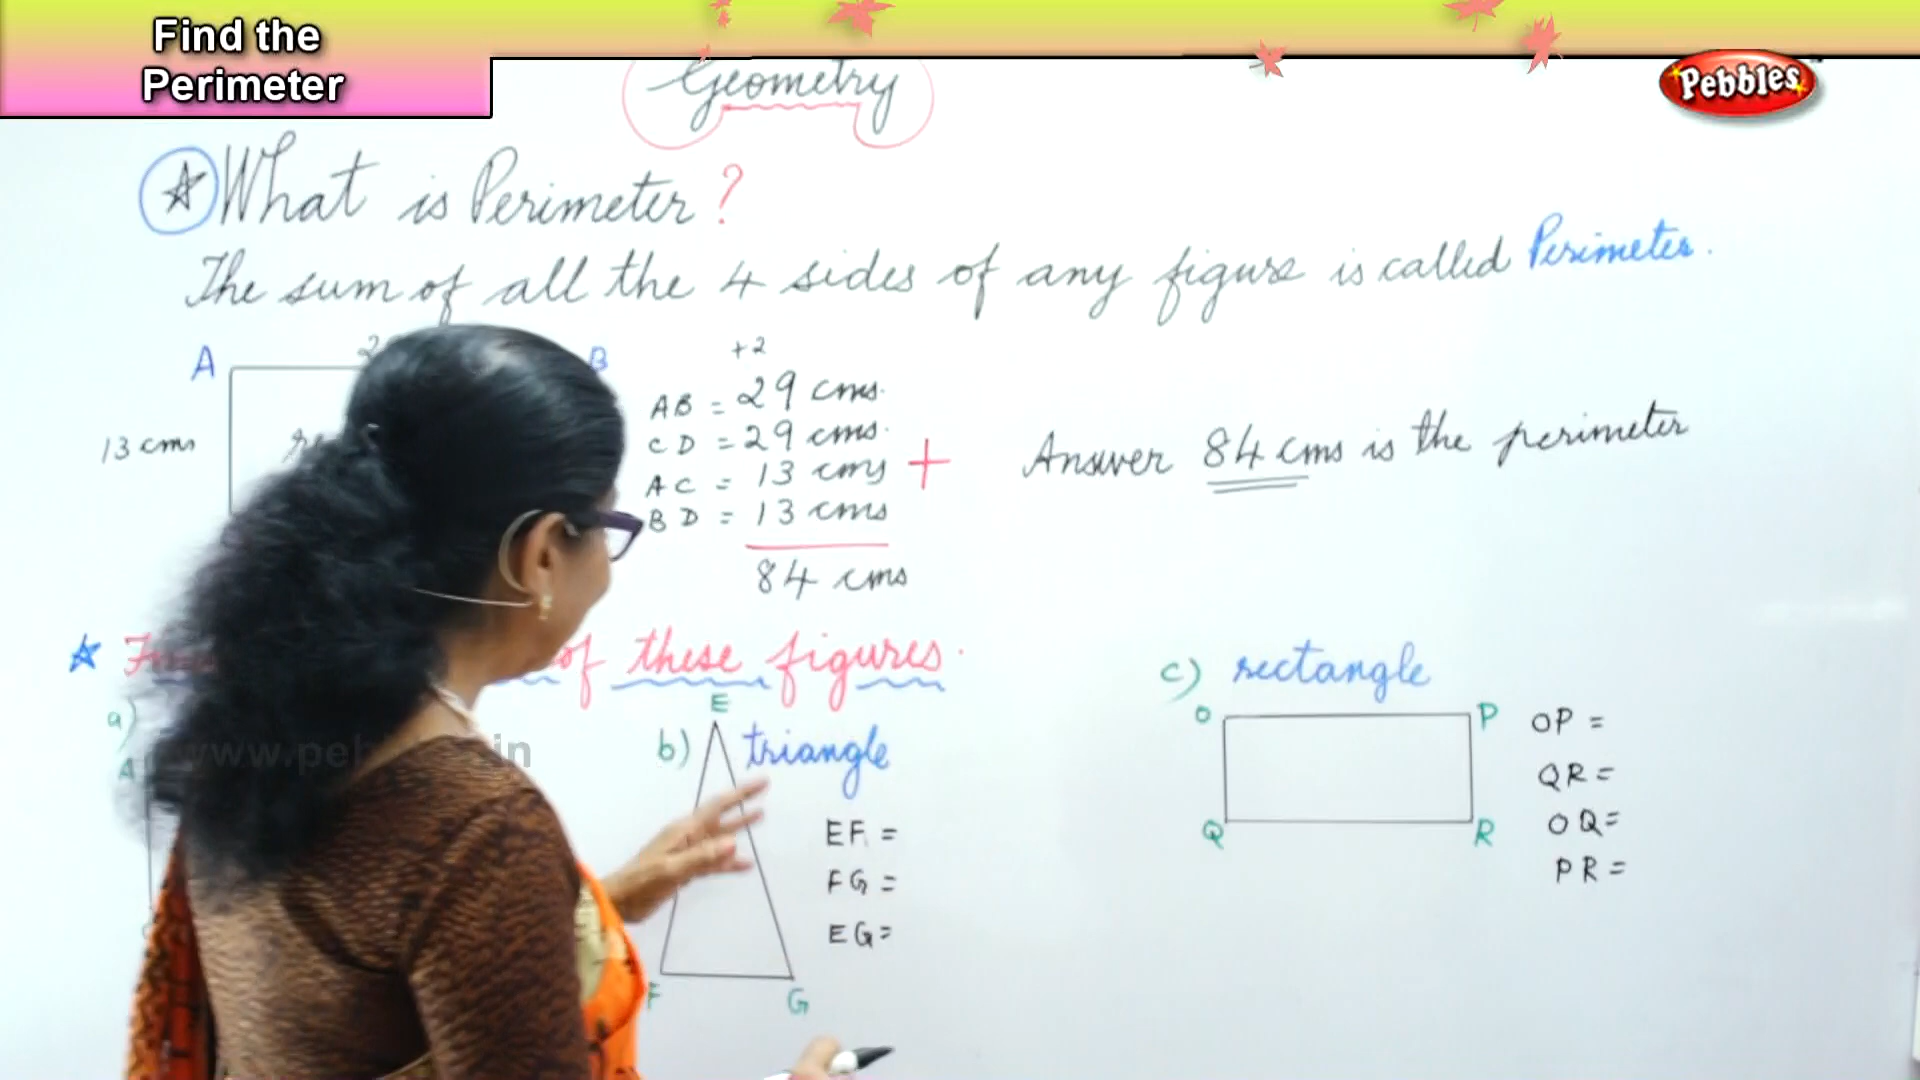 Find the
Perimeter
Pebbles
Geometry
What is Perimeter?
The sum of all the 4 sides of any figure is called Perimeter.
A
B
+2
13 cms
AB = 29 cms.
CD = 29 cms.
AC = 13 cms
BD = 13 cms
+
84 cms
Answer 84 cms is the perimeter
of these figures.
a)
A
b) triangle
E
F
G
EF =
FG =
EG =
c) rectangle
O
P
Q
R
OP =
QR =
OQ =
PR =